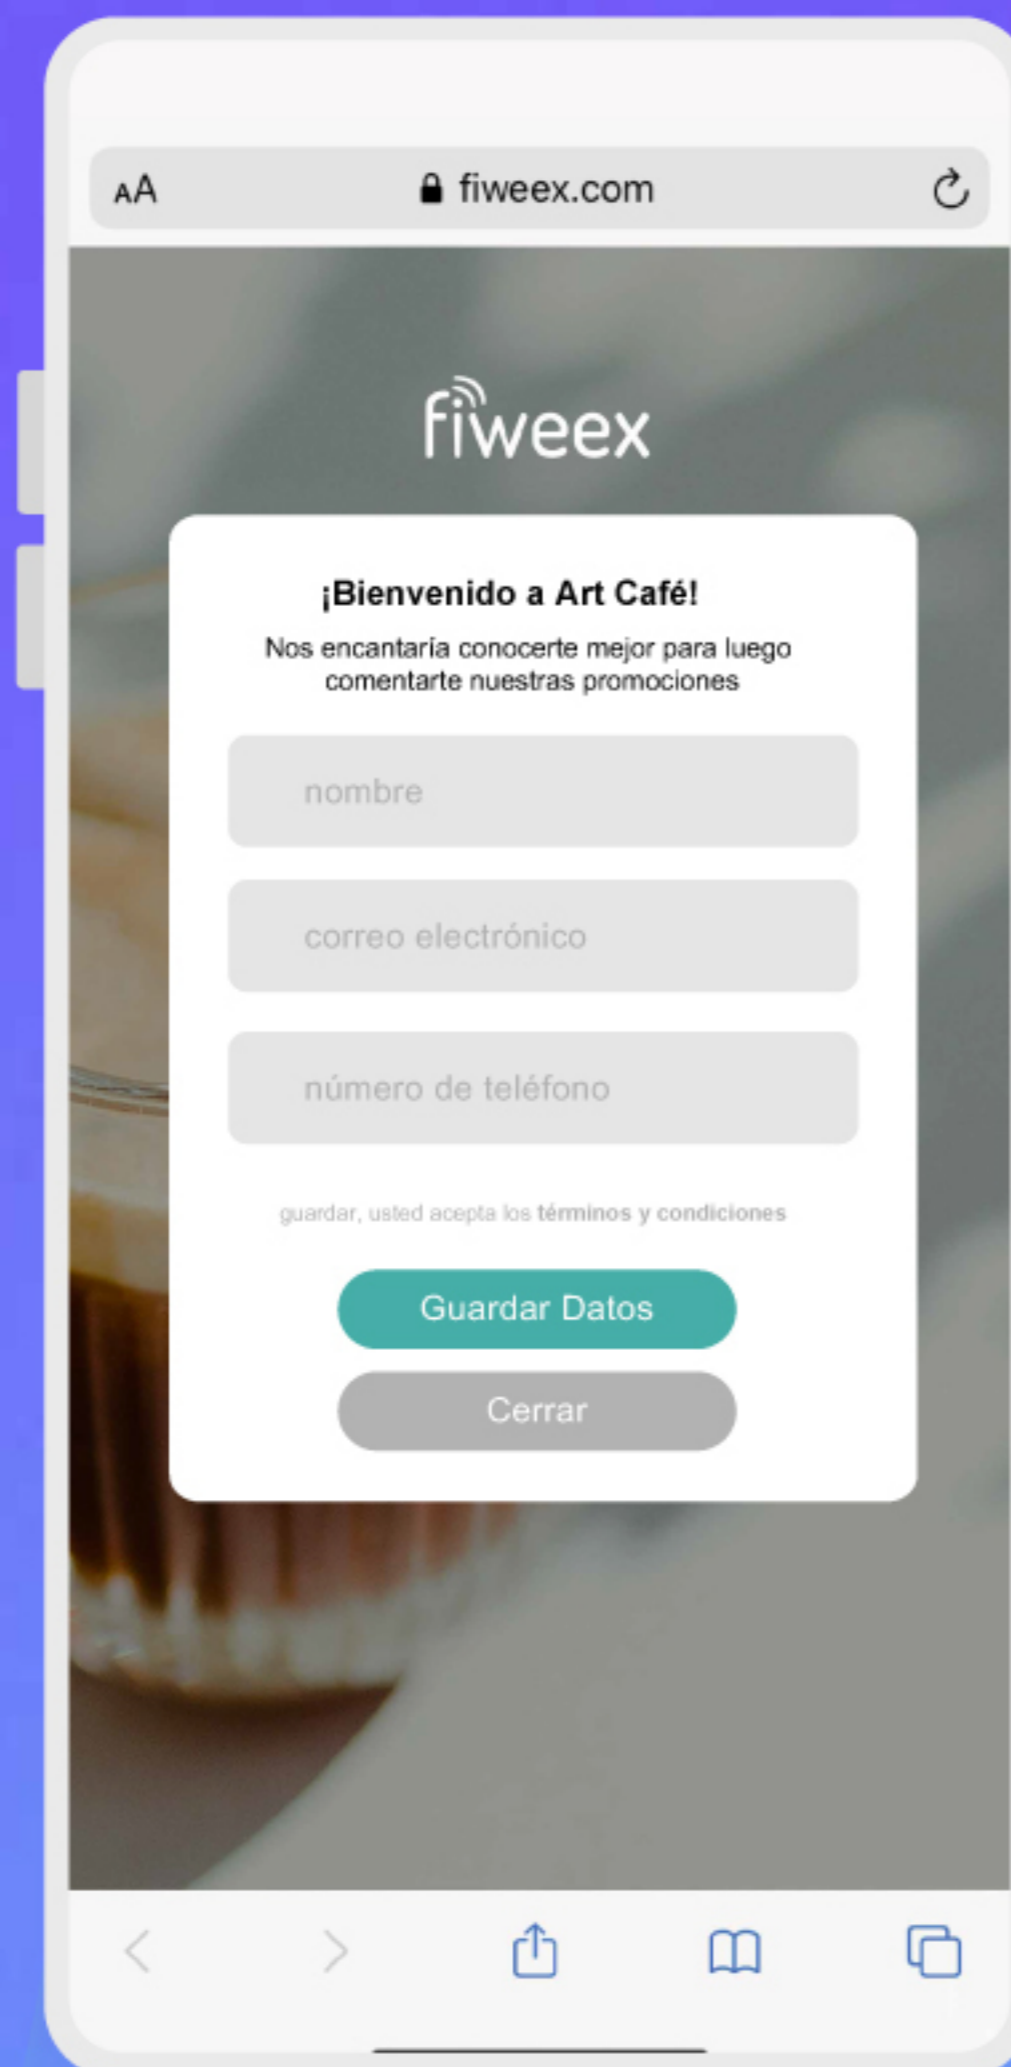 AA
fiweex.com
fiweex
¡Bienvenido a Art Café!
Nos encantaría conocerte mejor para luego
comentarte nuestras promociones
nombre
correo electrónico
número de teléfono
guardar, usted acepta los términos y condiciones
Guardar Datos
Cerrar